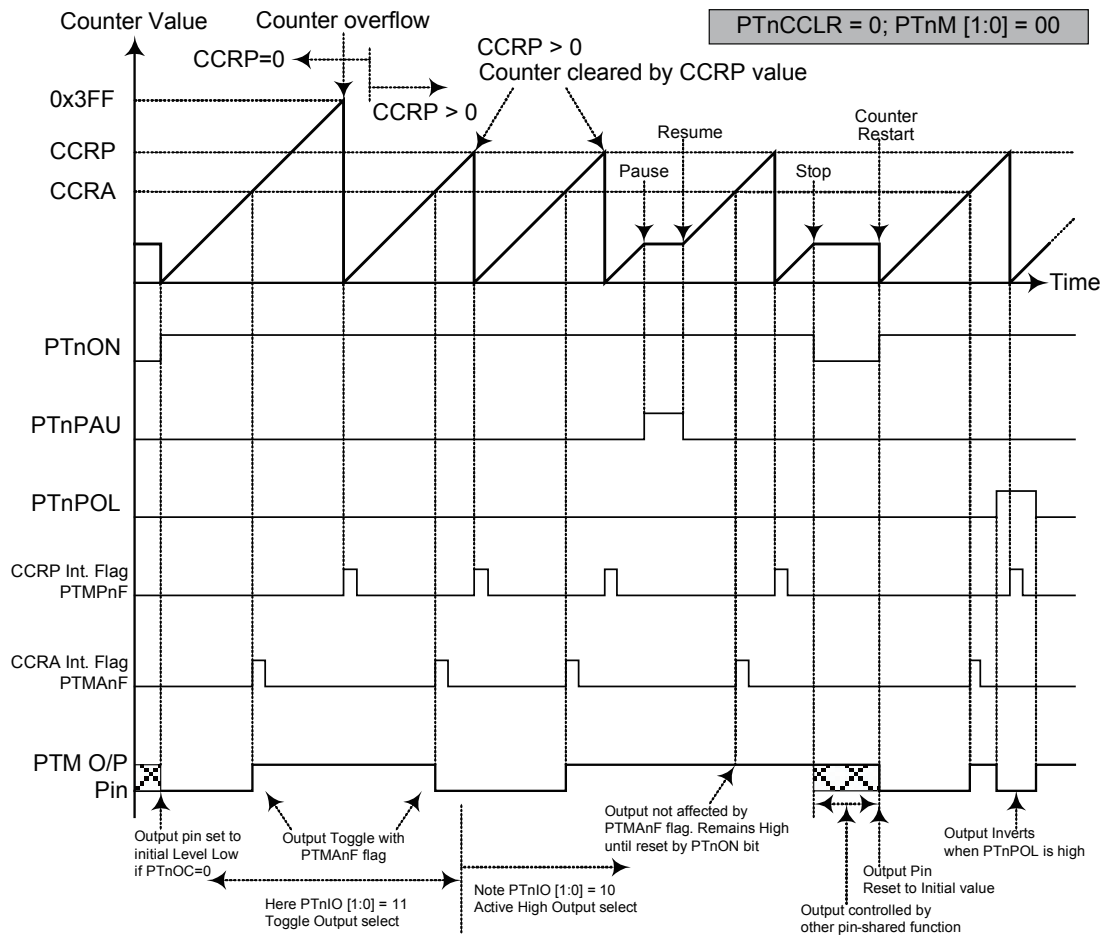 Counter Value
Counter overflow
PTnCCLR = 0; PTnM [1:0] = 00
CCRP=0
CCRP > 0
CCRP > 0
Counter cleared by CCRP value
0x3FF
CCRP
CCRA
Pause
Resume
Stop
Counter
Restart
Time
PTnON
PTnPAU
PTnPOL
CCRP Int. Flag
PTMPnF
CCRA Int. Flag
PTMAnF
PTM O/P
Pin
Output pin set to
initial Level Low
if PTnOC=0
Output Toggle with
PTMAnF flag
Here PTnIO [1:0] = 11
Toggle Output select
Note PTnIO [1:0] = 10
Active High Output select
Output not affected by
PTMAnF flag. Remains High
until reset by PTnON bit
Output controlled by
other pin-shared function
Output Pin
Reset to Initial value
Output Inverts
when PTnPOL is high